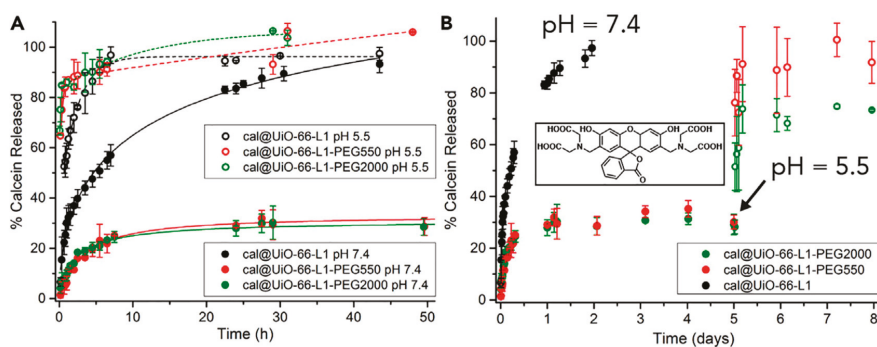 A
% Calcein Released
100
80
60
40
20
0
cal@UiO-66-L1 pH 5.5
cal@UiO-66-L1-PEG550 pH 5.5
cal@UiO-66-L1-PEG2000 pH 5.5
cal@UiO-66-L1 pH 7.4
cal@UiO-66-L1-PEG550 pH 7.4
cal@UiO-66-L1-PEG2000 pH 7.4
0 10 20 30 40 50
Time (h)
B
% Calcein Released
100
80
60
40
20
0
pH = 7.4
HO O OH
HOOC COOH
HOOC N N COOH
O
O
pH = 5.5
cal@UiO-66-L1-PEG2000
cal@UiO-66-L1-PEG550
cal@UiO-66-L1
0 1 2 3 4 5 6 7 8
Time (days)